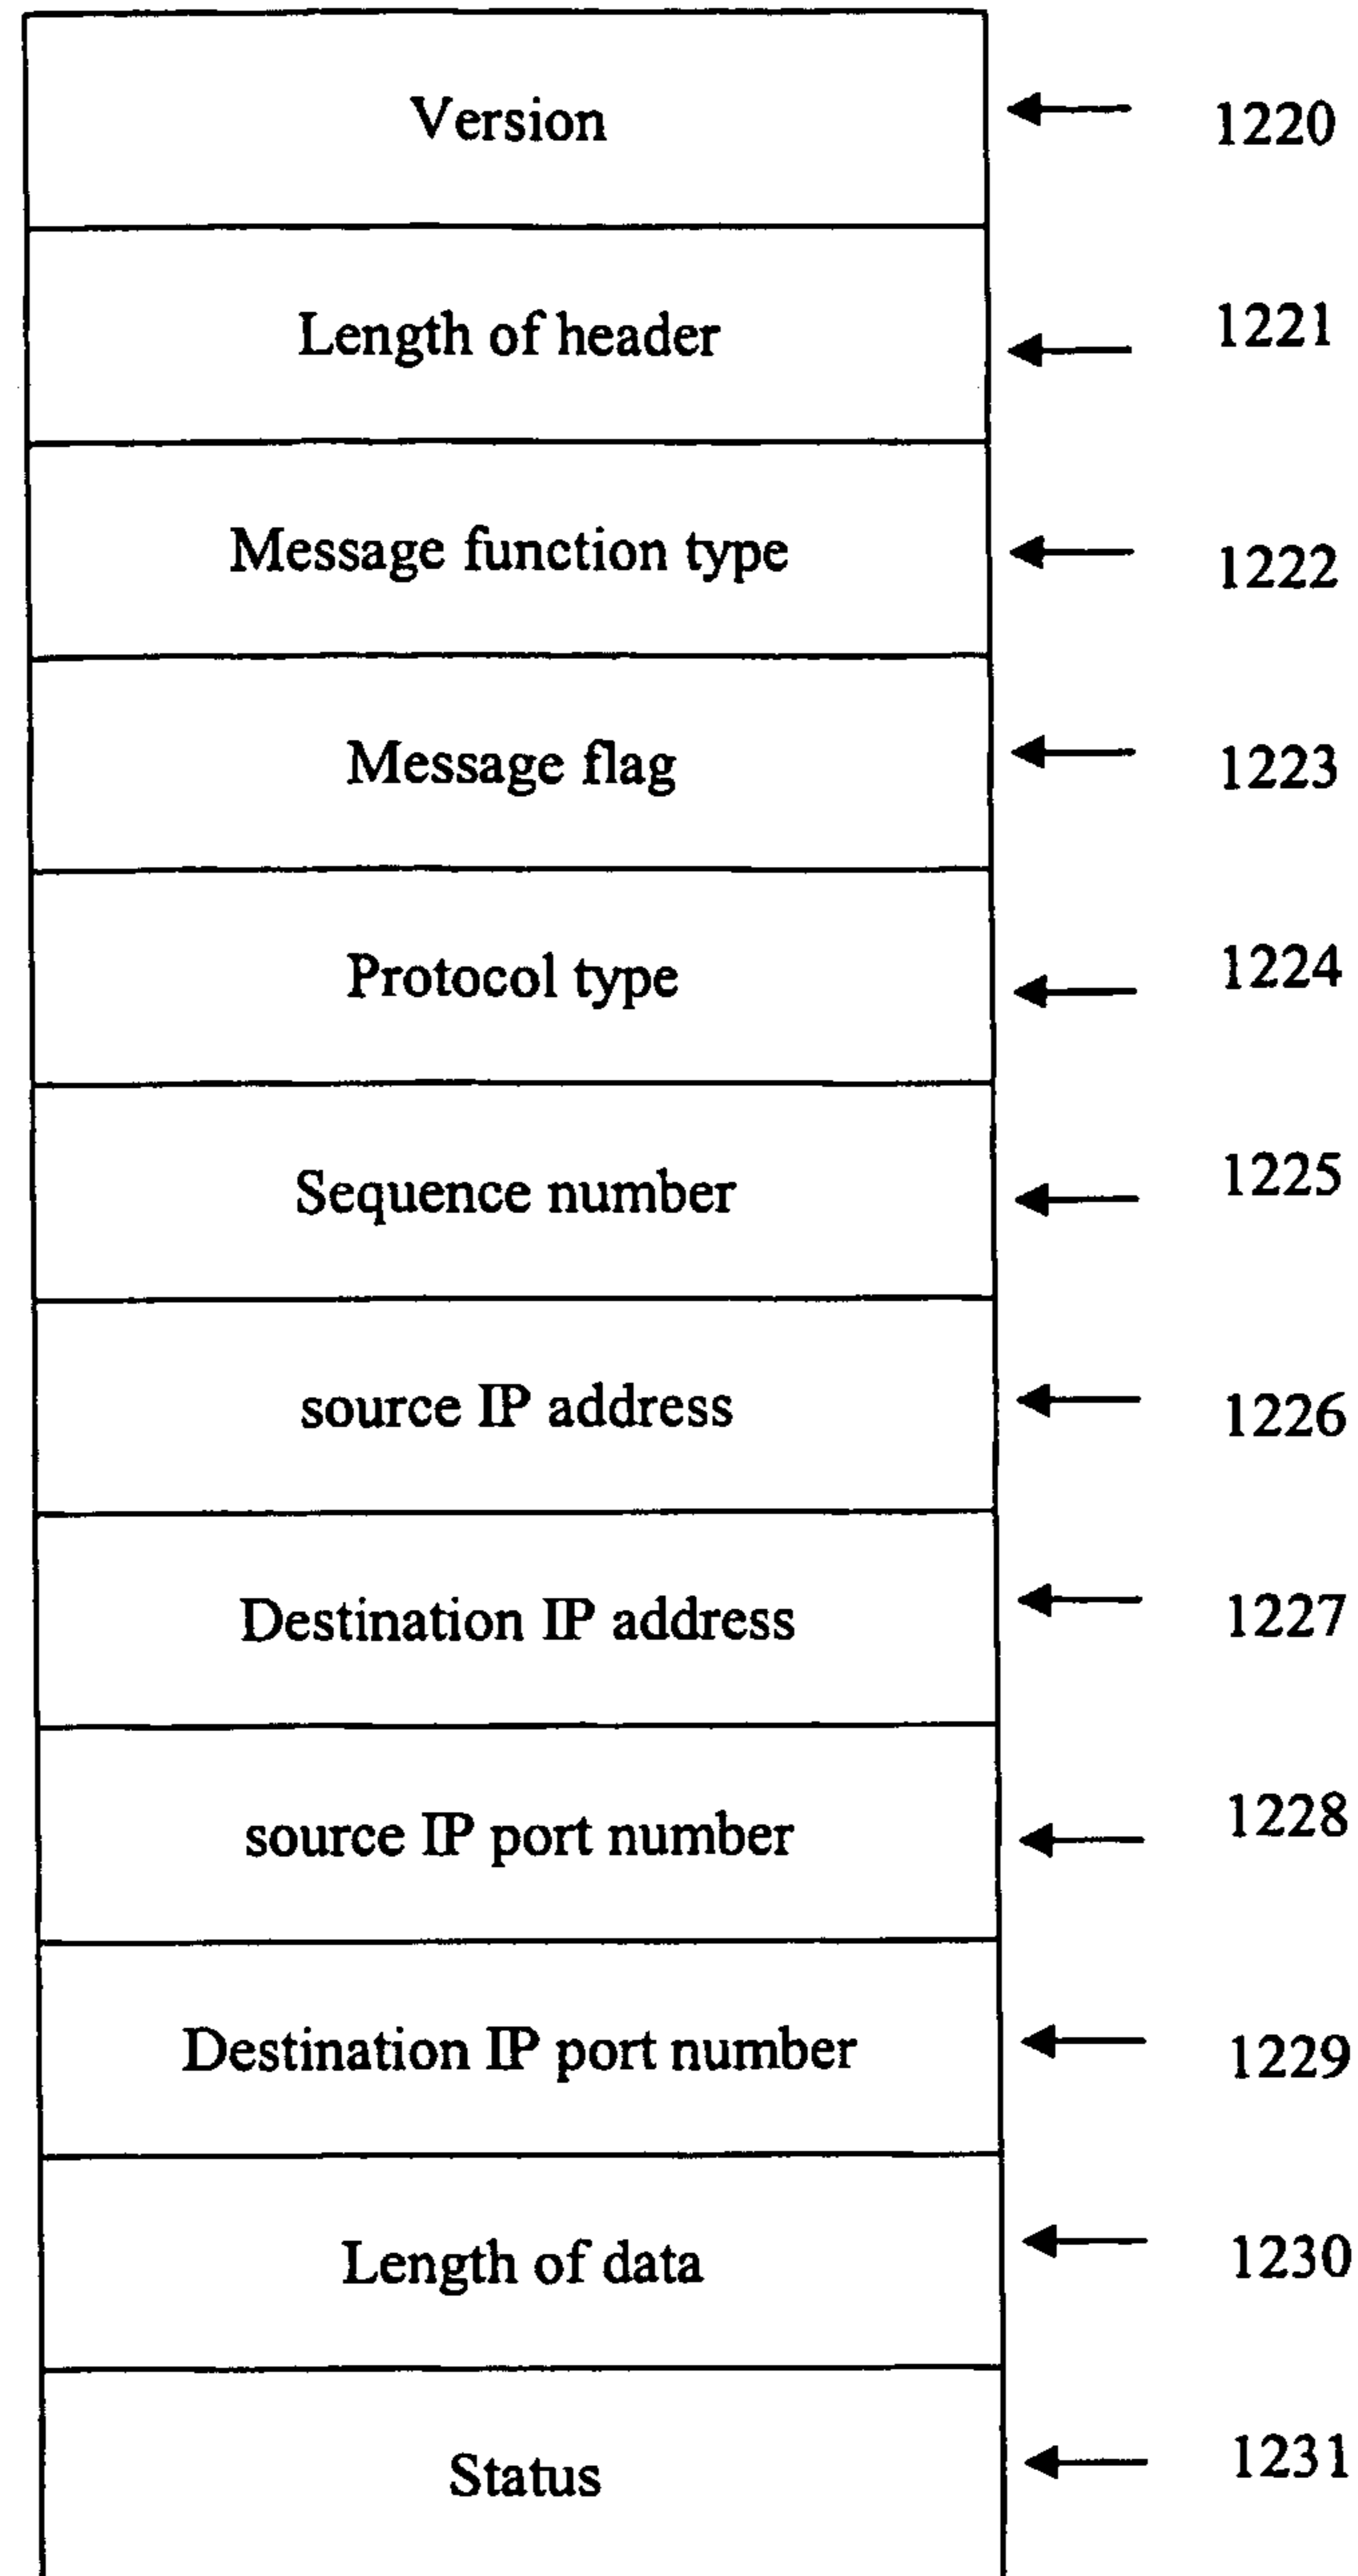 Version 1220
Length of header 1221
Message function type 1222
Message flag 1223
Protocol type 1224
Sequence number 1225
source IP address 1226
Destination IP address 1227
source IP port number 1228
Destination IP port number 1229
Length of data 1230
Status 1231